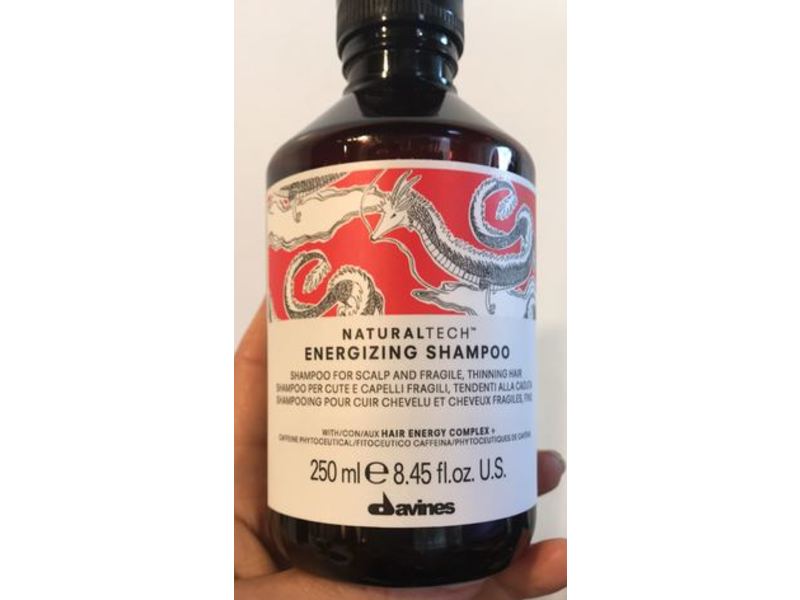 NATURALTECH™
ENERGIZING SHAMPOO
SHAMPOO FOR SCALP AND FRAGILE, THINNING HAIR
SHAMPOO PER CUTE E CAPELLI FRAGILI, TENDENTI ALLA CADUTA
SHAMPOOING POUR CUIR CHEVELU ET CHEVEUX FRAGILES, FINS
WITH/CON/AUX HAIR ENERGY COMPLEX +
CAFFEINE PHYTOCEUTICAL/FITOCEUTICO CAFFEINA/PHYTOCEUTIQUES DE CAFÉINE
250 ml e 8.45 fl.oz. U.S.
davines